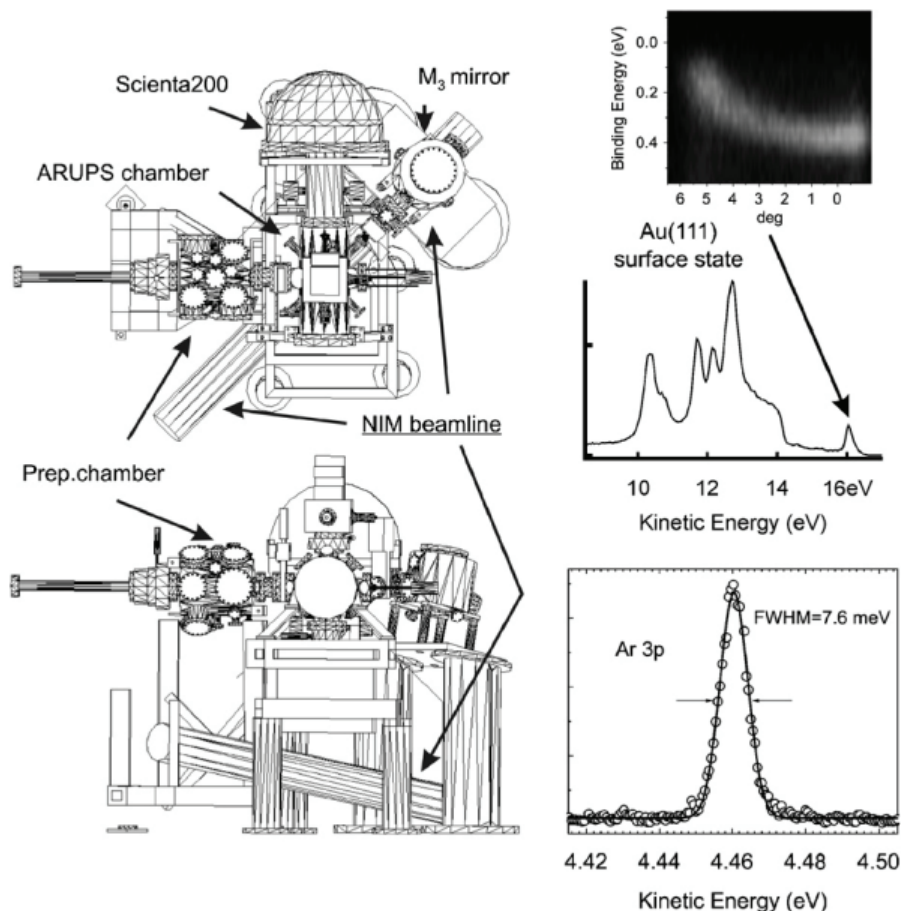 Scienta200
M₃ mirror
ARUPS chamber
NIM beamline
Prep.chamber
Binding Energy (eV)
0.0
0.2
0.4
6 5 4 3 2 1 0
deg
Au(111)
surface state
10 12 14 16eV
Kinetic Energy (eV)
FWHM=7.6 meV
Ar 3p
4.42 4.44 4.46 4.48 4.50
Kinetic Energy (eV)